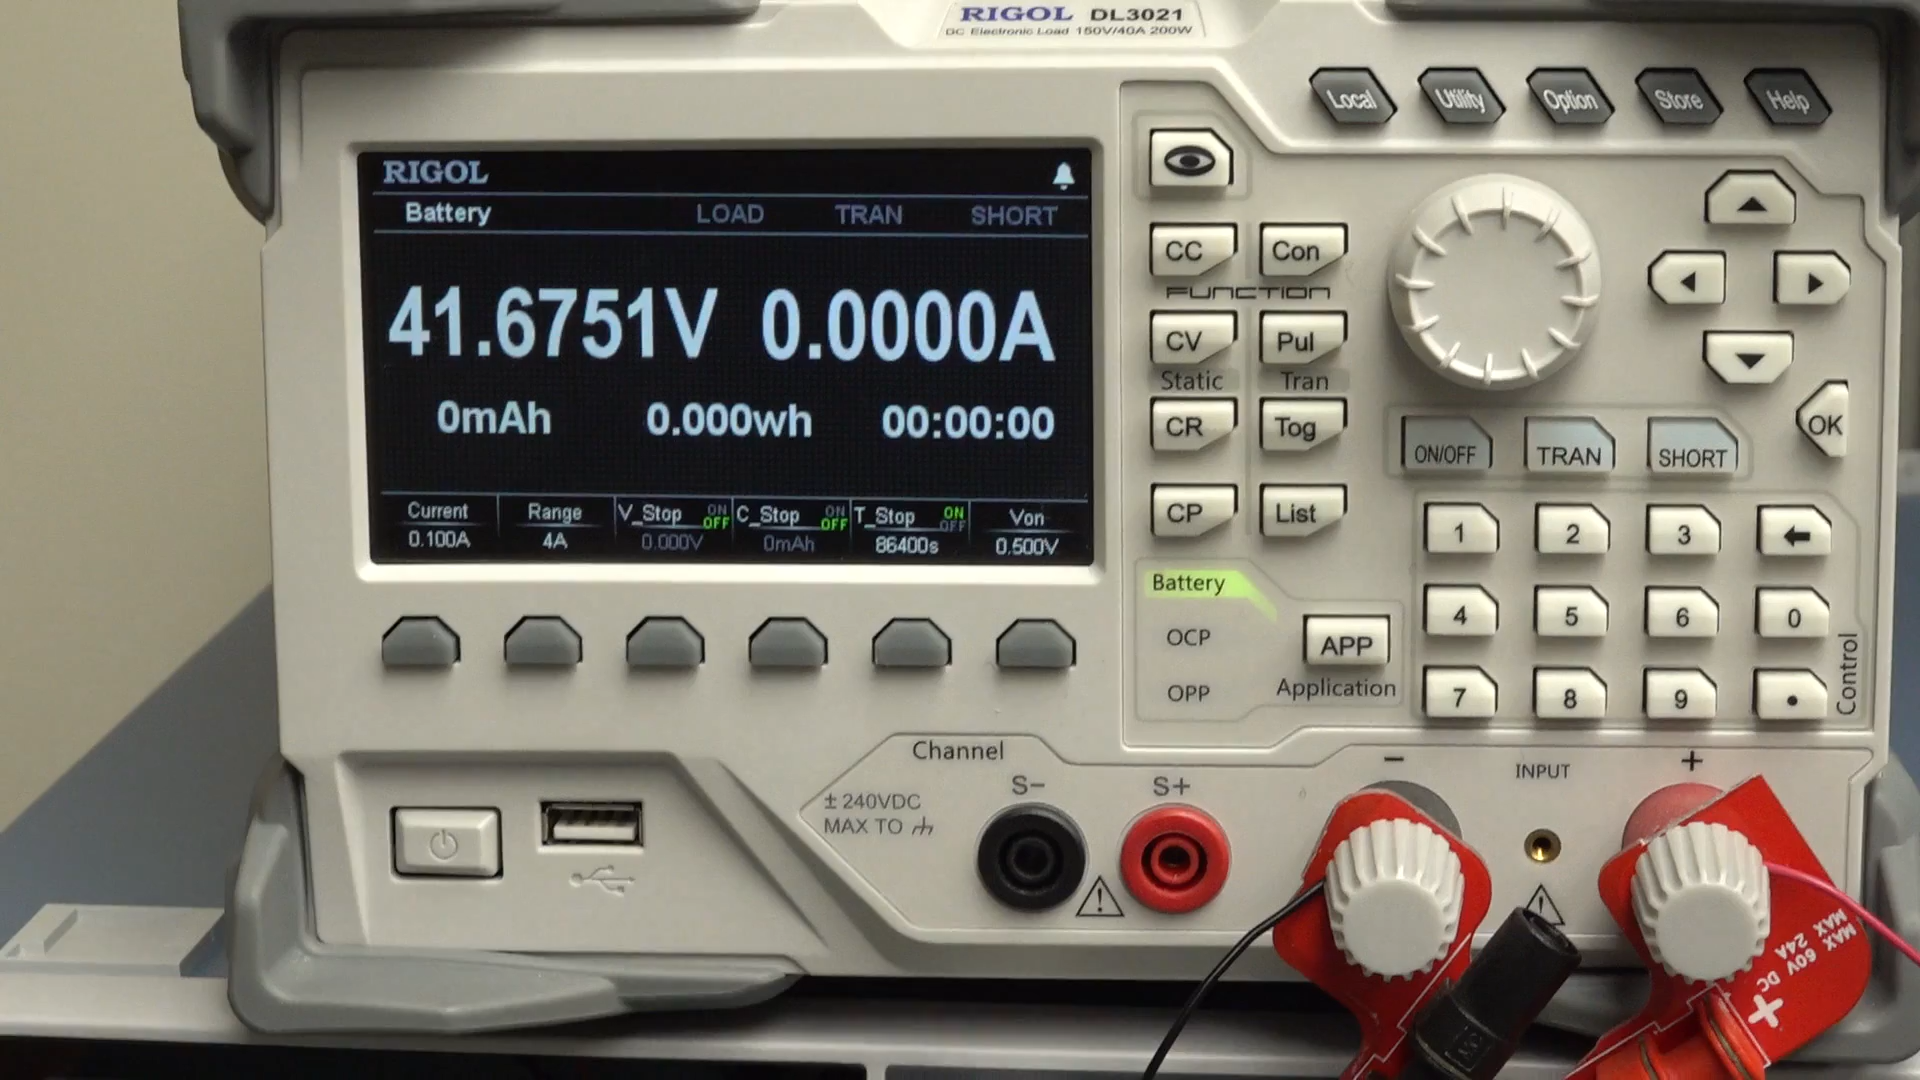 RIGOL DL3021
DC Electronic Load 150V/40A 200W
Local Utility Option Store Help
RIGOL
Battery LOAD TRAN SHORT
41.6751V 0.0000A
0mAh 0.000wh 00:00:00
Current Range V_Stop ON OFF C_Stop ON OFF T_Stop ON OFF Von
0.100A 4A 0.000V 0mAh 86400s 0.500V
CC Con
FUNCTION
CV Pul
Static Tran
CR Tog
CP List
OK
ON/OFF TRAN SHORT
1 2 3
4 5 6 0
7 8 9 .
Control
Battery
OCP
OPP
APP
Application
Channel
S- S+
± 240VDC
MAX TO
- INPUT +
MAX 60V DC
MAX 24A
+